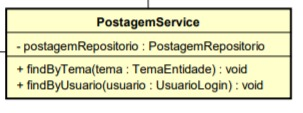 PostagemService
- postagemRepositorio : PostagemRepositorio
+ findByTema(tema : TemaEntidade) : void
+ findByUsuario(usuario : UsuarioLogin) : void